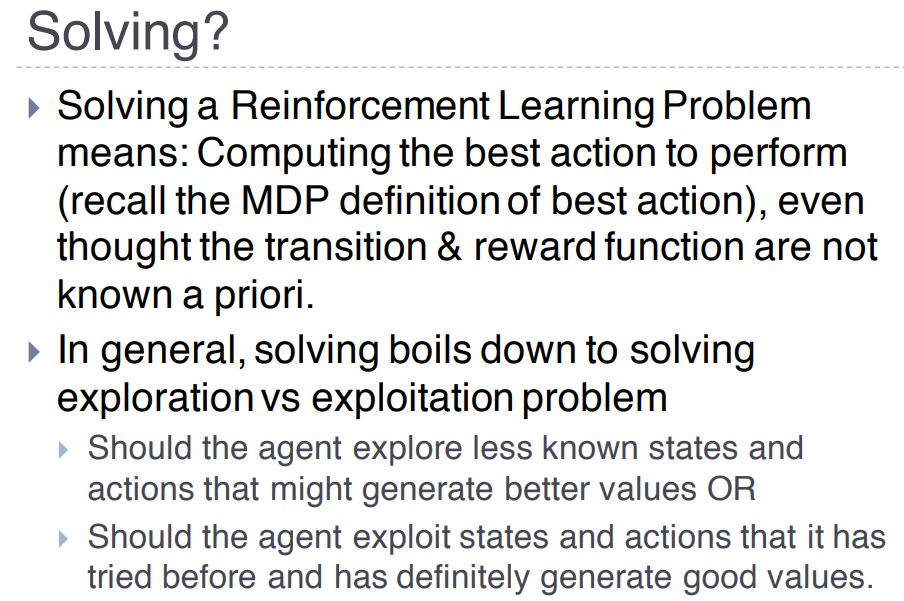 Solving?
Solving a Reinforcement Learning Problem
means: Computing the best action to perform
(recall the MDP definition of best action), even
thought the transition & reward function are not
known a priori.
In general, solving boils down to solving
exploration vs exploitation problem
Should the agent explore less known states and
actions that might generate better values OR
Should the agent exploit states and actions that it has
tried before and has definitely generate good values.